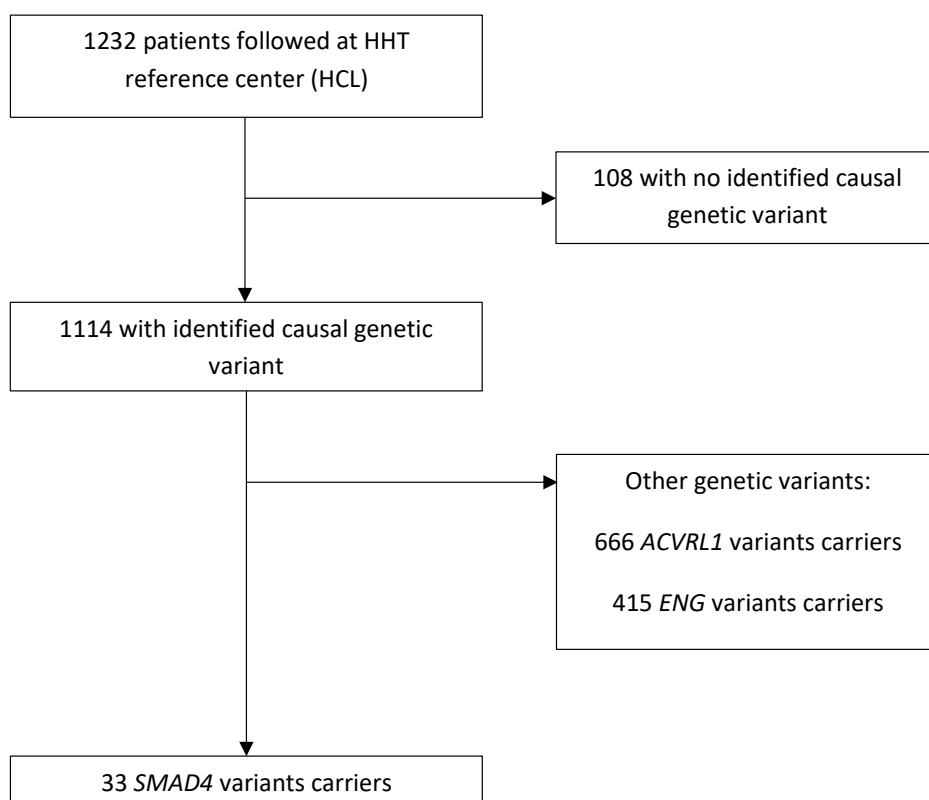 1232 patients followed at HHT
reference center (HCL)
108 with no identified causal
genetic variant
1114 with identified causal genetic
variant
Other genetic variants:
666 ACVRL1 variants carriers
415 ENG variants carriers
33 SMAD4 variants carriers